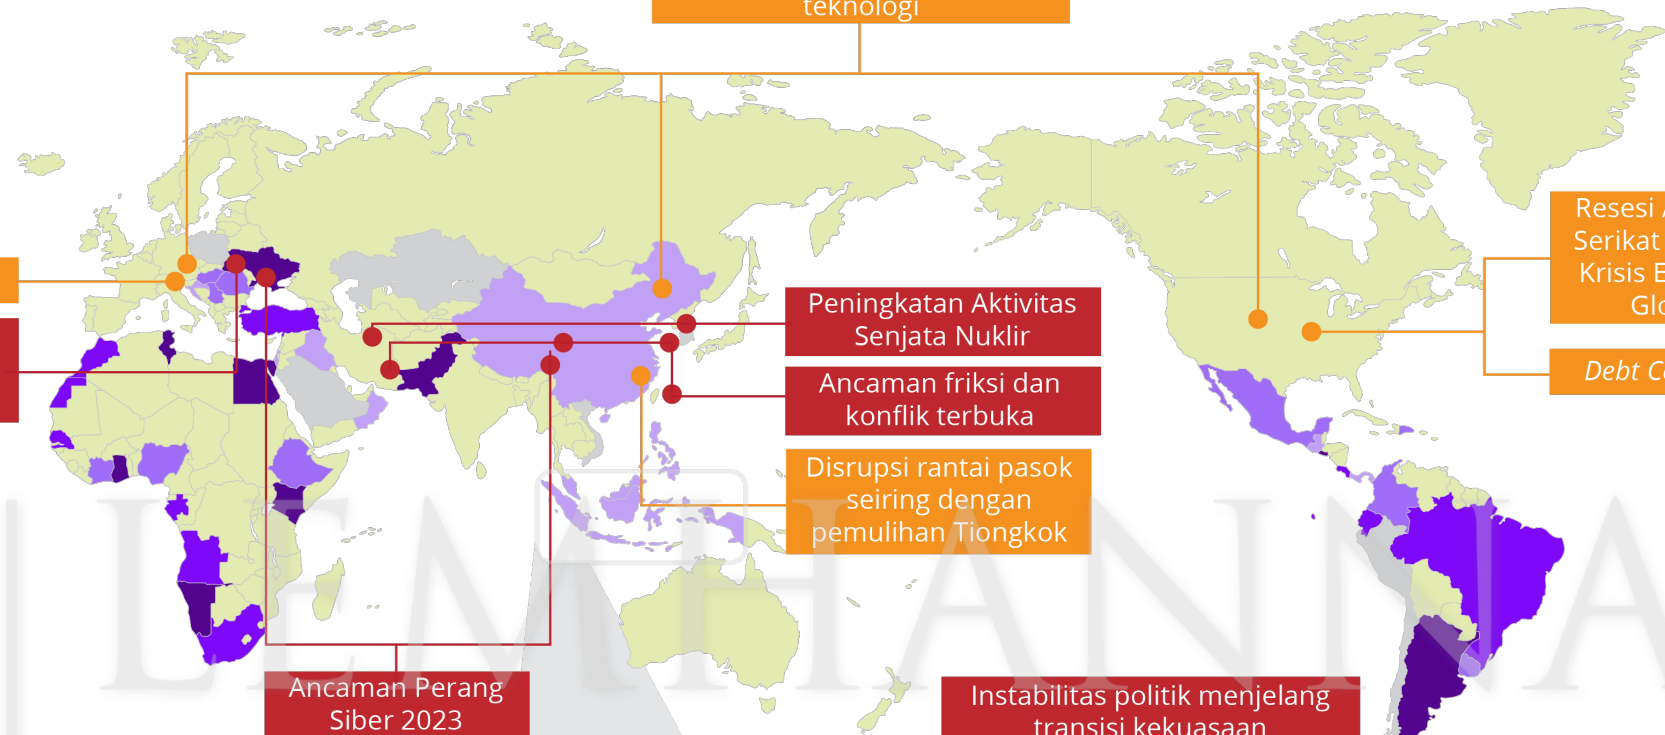 teknologi
Resesi
Serikat
Krisis
Peningkatan Aktivitas
Senjata Nuklir
Debt
Ancaman friksi dan
konflik terbuka
Disrupsi rantai pasok
seiring dengan
pemulihan Tiongkok
LEMHANNA
Ancaman Perang
Siber 2023
Instabilitas politik menjelang
transisi kekuasaan